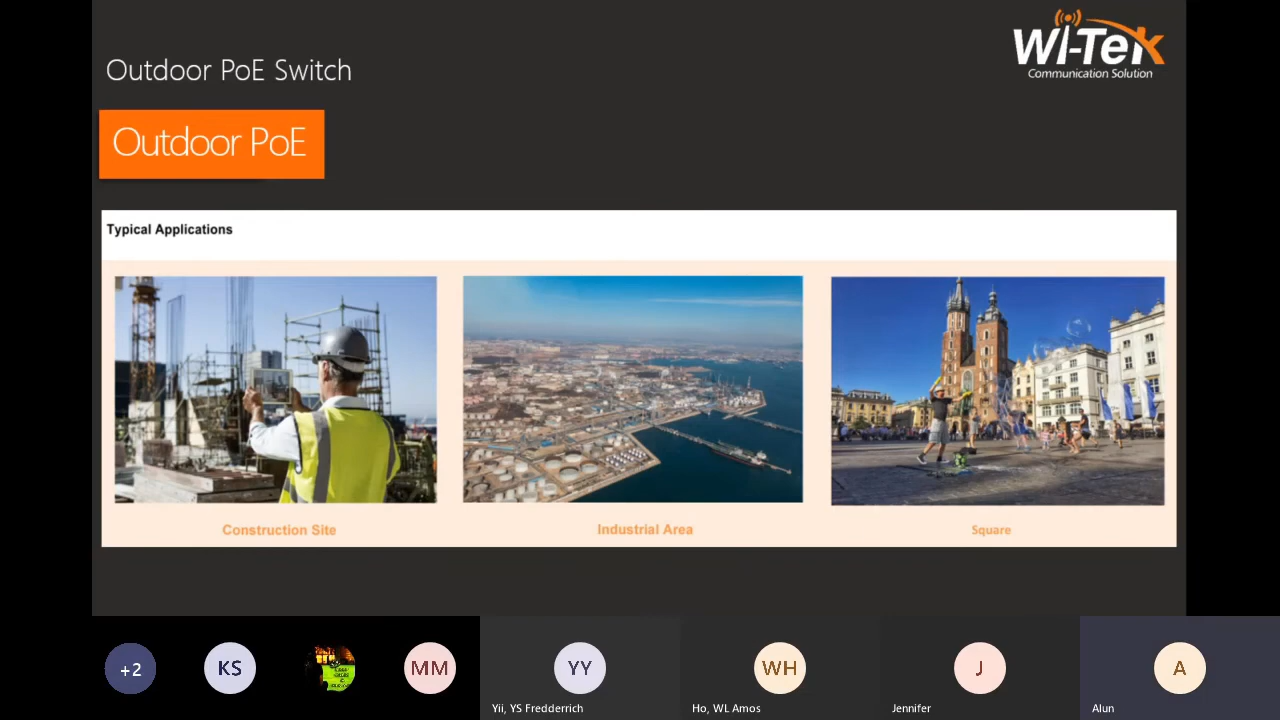 Wi-Tek
Communication Solution
Outdoor PoE Switch
Outdoor PoE
Typical Applications
Construction Site
Industrial Area
Square
+2
KS
MM
YY
WH
J
A
Yii, YS Fredderrich
Ho, WL Amos
Jennifer
Alun